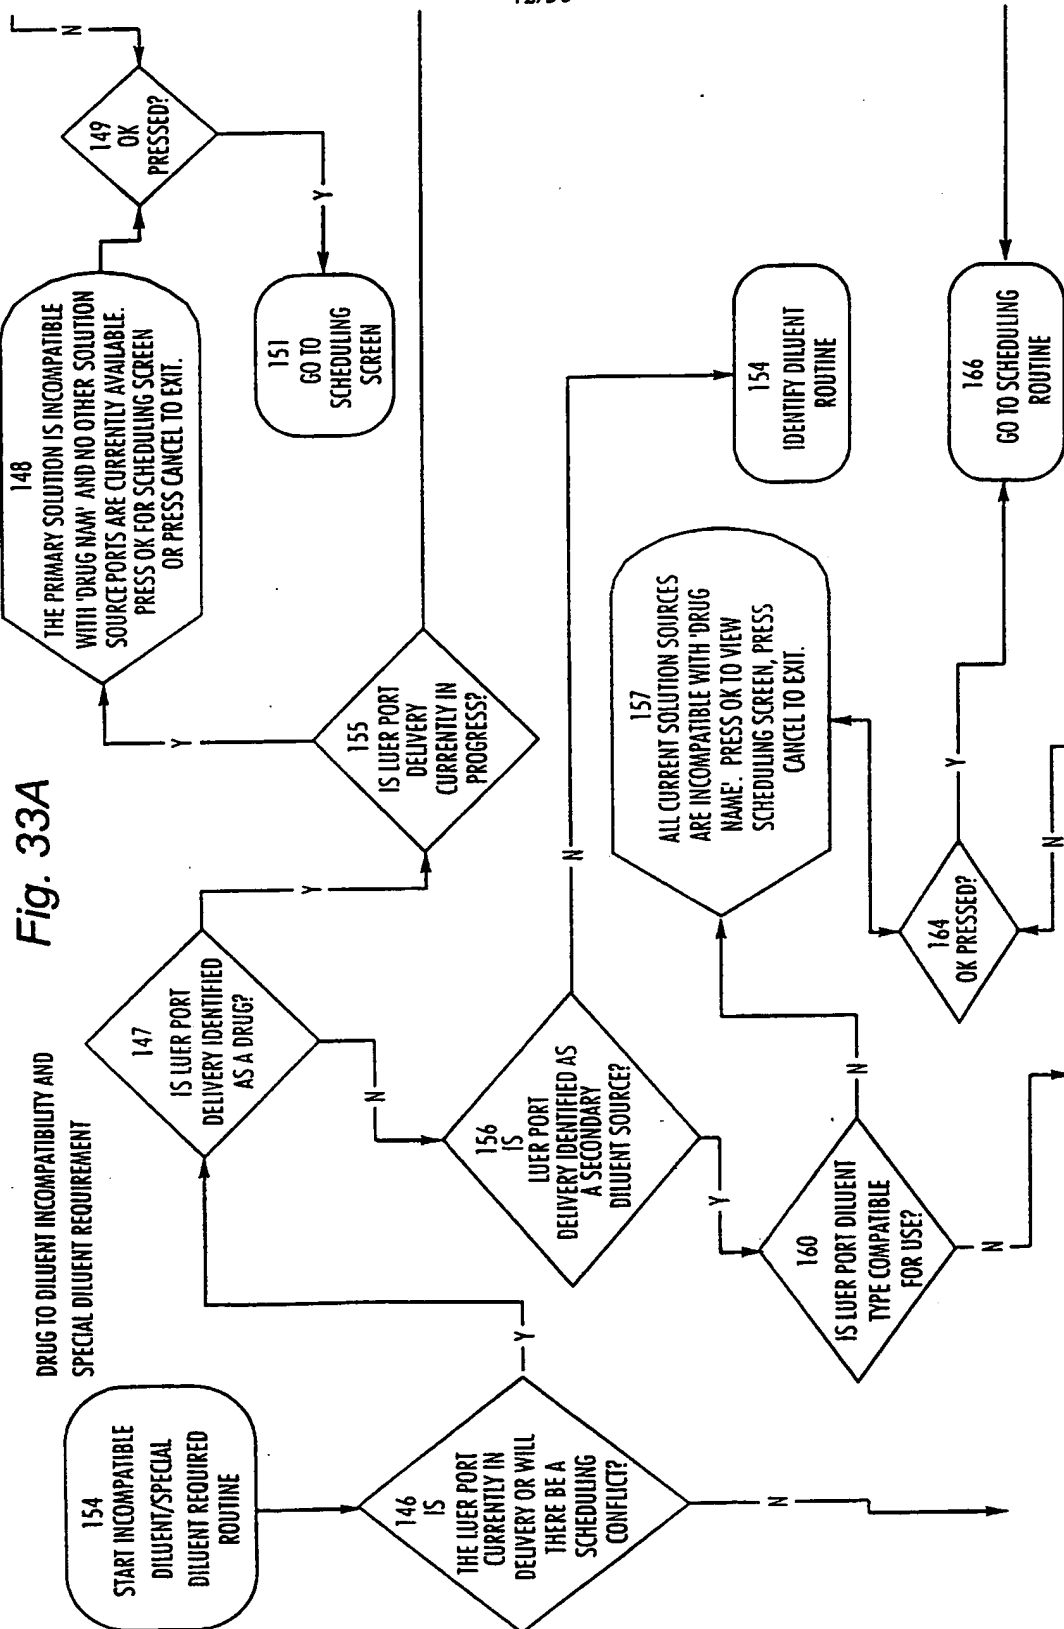 Fig. 33A
DRUG TO DILUENT INCOMPATIBILITY AND
SPECIAL DILUENT REQUIREMENT
154
START INCOMPATIBLE
DILUENT/SPECIAL
DILUENT REQUIRED
ROUTINE
146
IS
THE LUER PORT
CURRENTLY IN
DELIVERY OR WILL
THERE BE A
SCHEDULING
CONFLICT?
Y
N
147
IS LUER PORT
DELIVERY IDENTIFIED
AS A DRUG?
Y
N
155
IS LUER PORT
DELIVERY
CURRENTLY IN
PROGRESS?
Y
148
THE PRIMARY SOLUTION IS INCOMPATIBLE
WITH 'DRUG NAM' AND NO OTHER SOLUTION
SOURCE PORTS ARE CURRENTLY AVAILABLE.
PRESS OK FOR SCHEDULING SCREEN
OR PRESS CANCEL TO EXIT.
149
OK
PRESSED?
N
Y
151
GO TO
SCHEDULING
SCREEN
156
IS
LUER PORT
DELIVERY IDENTIFIED AS
A SECONDARY
DILUENT SOURCE?
N
Y
154
IDENTIFY DILUENT
ROUTINE
160
IS LUER PORT DILUENT
TYPE COMPATIBLE
FOR USE?
N
N
157
ALL CURRENT SOLUTION SOURCES
ARE INCOMPATIBLE WITH 'DRUG
NAME'. PRESS OK TO VIEW
SCHEDULING SCREEN, PRESS
CANCEL TO EXIT.
164
OK PRESSED?
Y
N
166
GO TO SCHEDULING
ROUTINE